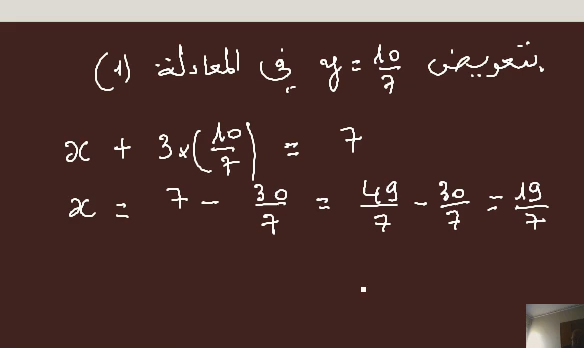 بتعويض y = 10/7 في المعادلة (1)
x + 3×(10/7) = 7
x = 7 - 30/7 = 49/7 - 30/7 = 19/7